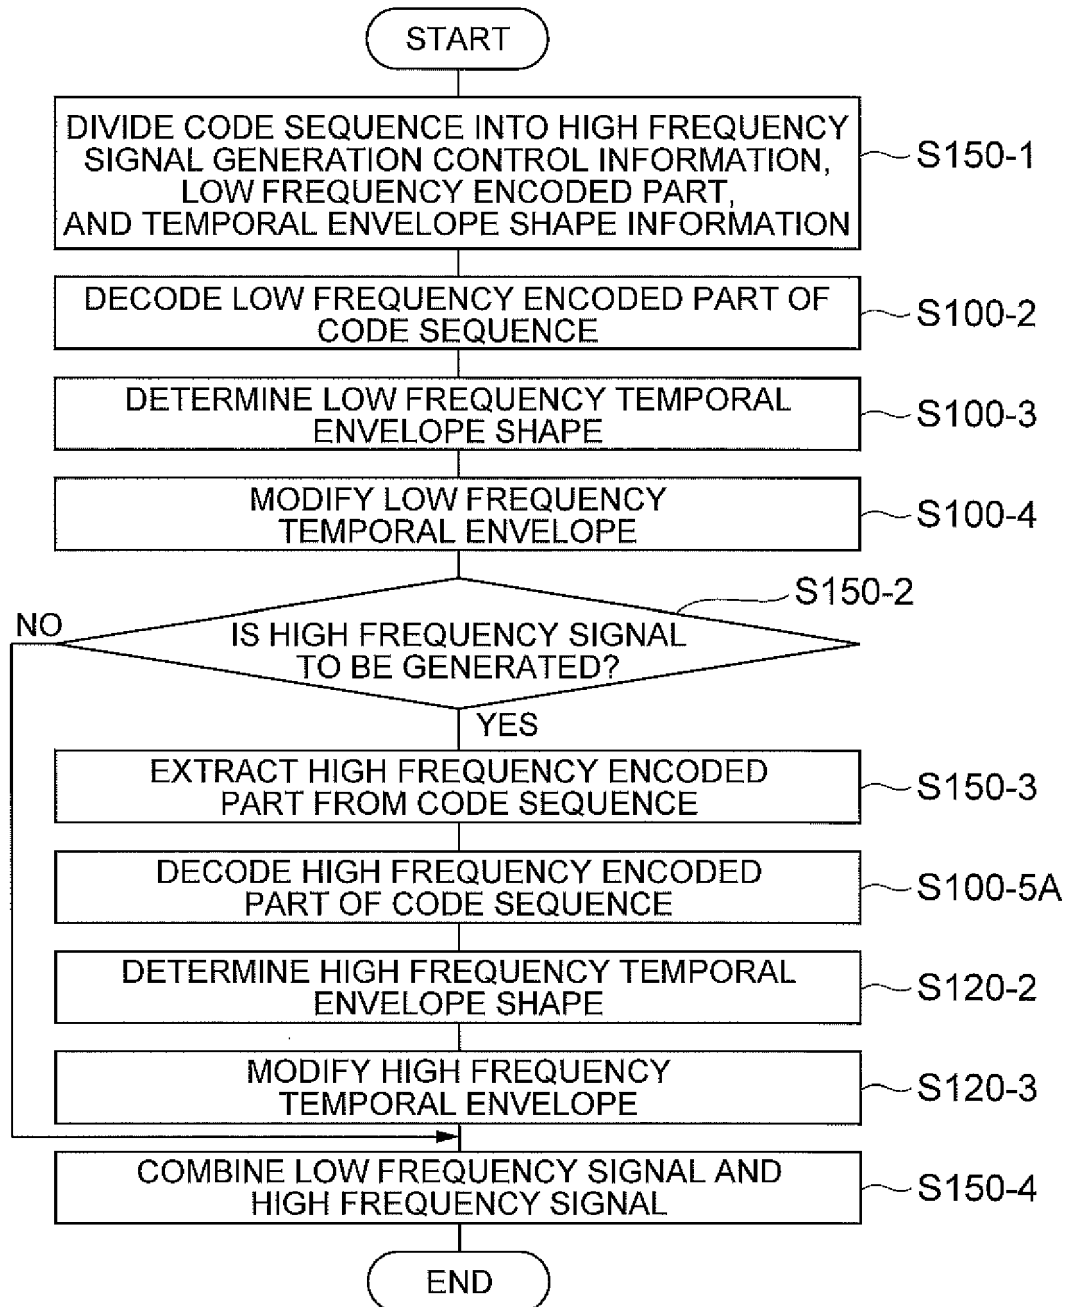 START
DIVIDE CODE SEQUENCE INTO HIGH FREQUENCY
SIGNAL GENERATION CONTROL INFORMATION,
LOW FREQUENCY ENCODED PART,
AND TEMPORAL ENVELOPE SHAPE INFORMATION
S150-1
DECODE LOW FREQUENCY ENCODED PART OF
CODE SEQUENCE
S100-2
DETERMINE LOW FREQUENCY TEMPORAL
ENVELOPE SHAPE
S100-3
MODIFY LOW FREQUENCY
TEMPORAL ENVELOPE
S100-4
S150-2
NO
IS HIGH FREQUENCY SIGNAL
TO BE GENERATED?
YES
EXTRACT HIGH FREQUENCY ENCODED
PART FROM CODE SEQUENCE
S150-3
DECODE HIGH FREQUENCY ENCODED
PART OF CODE SEQUENCE
S100-5A
DETERMINE HIGH FREQUENCY TEMPORAL
ENVELOPE SHAPE
S120-2
MODIFY HIGH FREQUENCY
TEMPORAL ENVELOPE
S120-3
COMBINE LOW FREQUENCY SIGNAL AND
HIGH FREQUENCY SIGNAL
S150-4
END